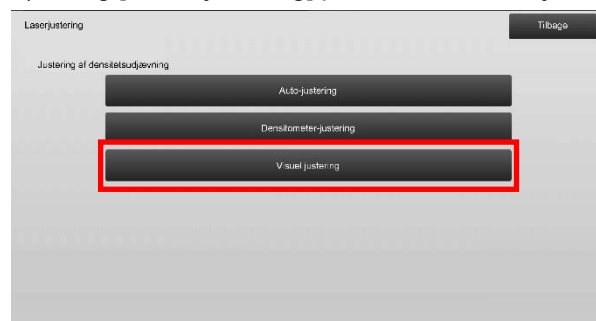 Laserjustering
Tilbage
Justering af densitetsudjævning
Auto-justering
Densitometer-justering
Visuel justering